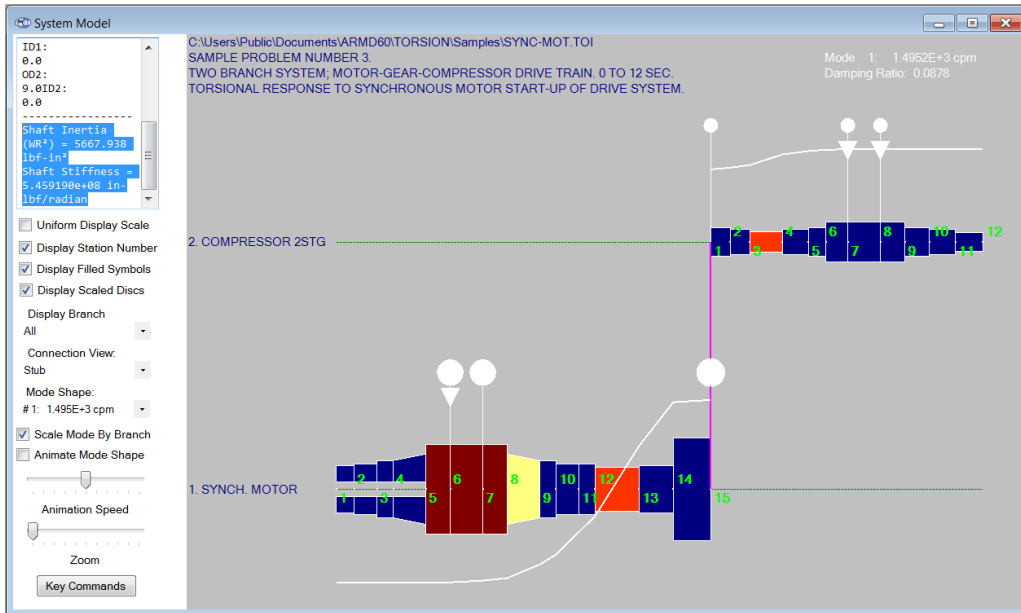 System Model
ID1:
0.0
OD2:
9.0ID2:
0.0
-----------------
Shaft Inertia
(WR²) = 5667.938
lbf-in²
Shaft Stiffness =
5.459190e+08 in-
lbf/radian
Uniform Display Scale
Display Station Number
Display Filled Symbols
Display Scaled Discs
Display Branch
All
Connection View:
Stub
Mode Shape:
# 1: 1.495E+3 cpm
Scale Mode By Branch
Animate Mode Shape
Animation Speed
Zoom
Key Commands
C:\Users\Public\Documents\ARMD60\TORSION\Samples\SYNC-MOT.TOI
SAMPLE PROBLEM NUMBER 3.
TWO BRANCH SYSTEM; MOTOR-GEAR-COMPRESSOR DRIVE TRAIN. 0 TO 12 SEC.
TORSIONAL RESPONSE TO SYNCHRONOUS MOTOR START-UP OF DRIVE SYSTEM.
Mode 1: 1.4952E+3 cpm
Damping Ratio: 0.0878
2. COMPRESSOR 2STG
1 2 3 4 5 6 7 8 9 10 11 12
1. SYNCH. MOTOR
1 2 3 4 5 6 7 8 9 10 11 12 13 14 15